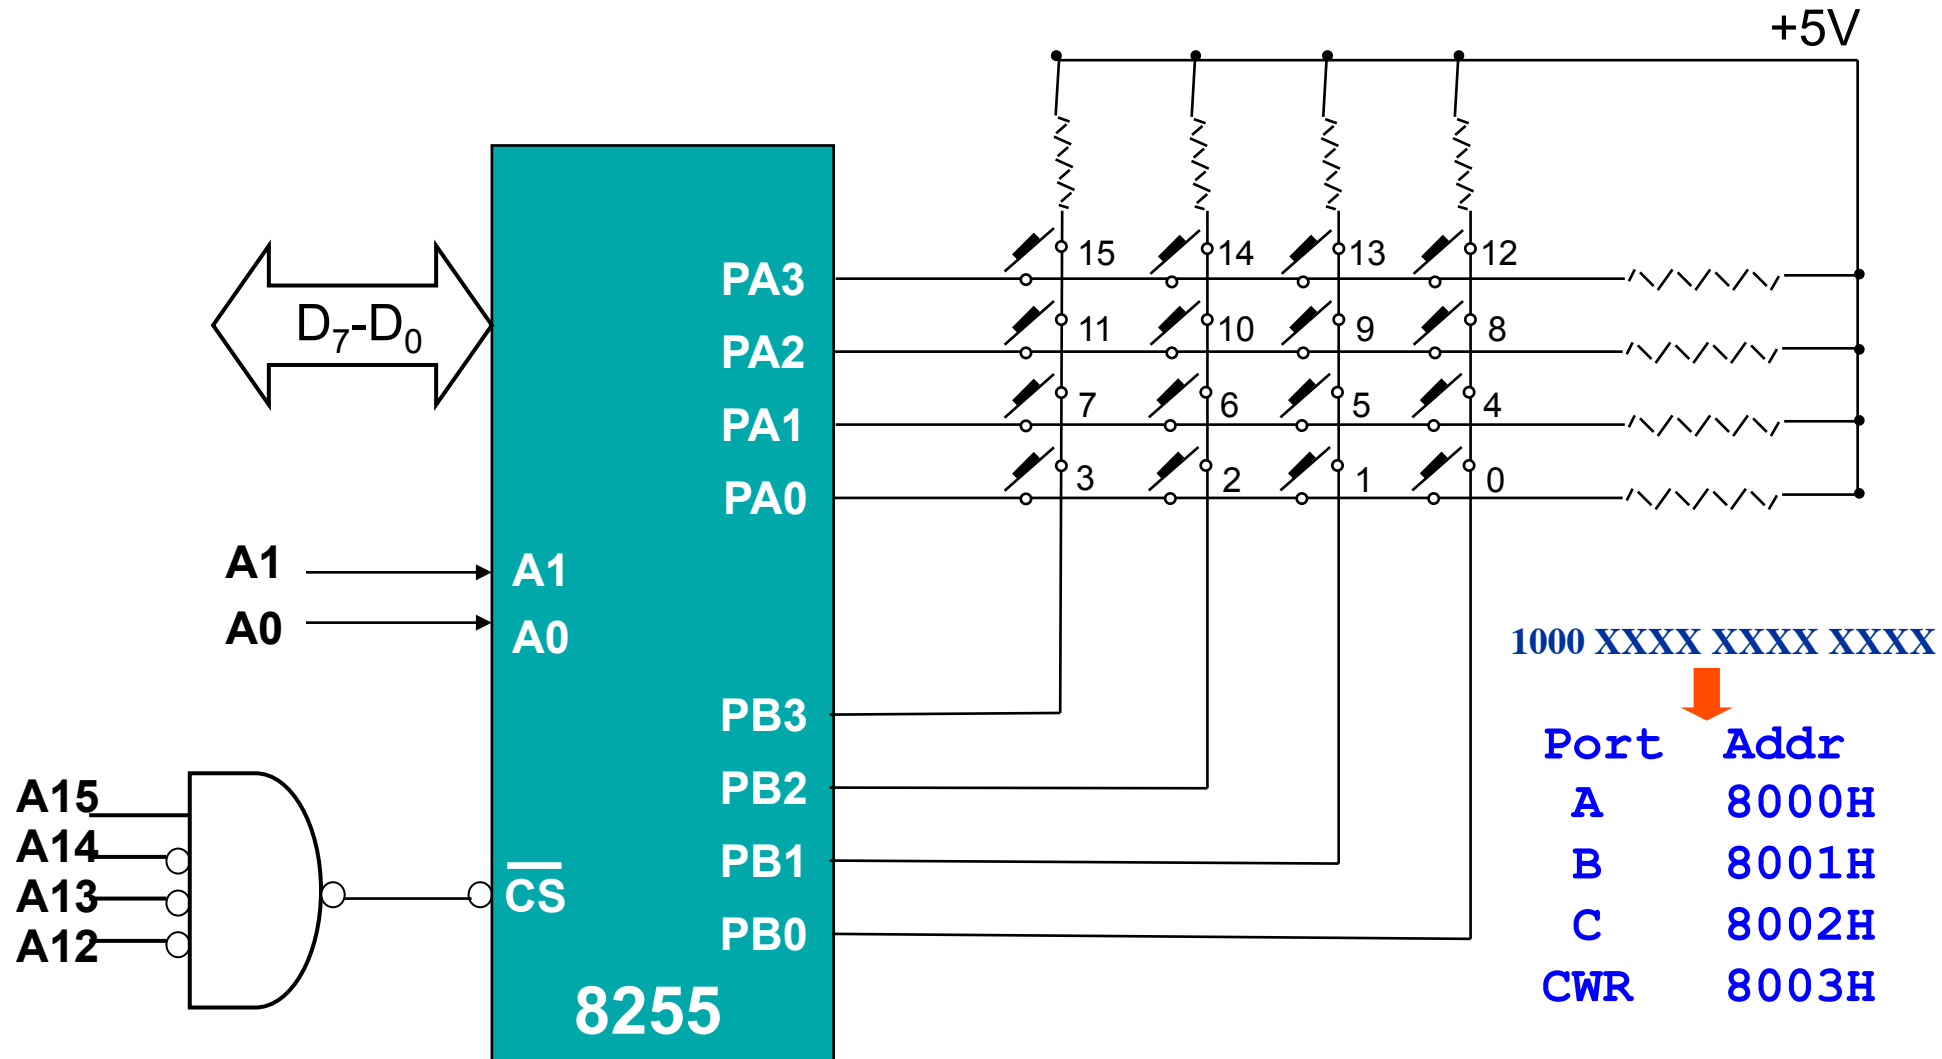 +5V
15 14 13 12
PA3
D7-D0
11 10 9 8
PA2
7 6 5 4
PA1
3 2 1 0
PA0
A1 A1
A0 A0
1000 XXXX XXXX XXXX
PB3
Port Addr
A15
PB2
A 8000H
A14
PB1
B 8001H
A13
CS
A12
PB0
C 8002H
8255
CWR 8003H